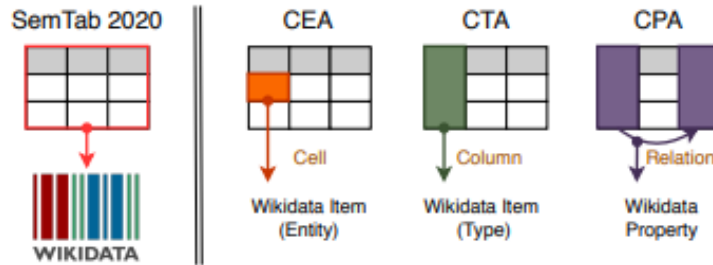 SemTab 2020
CEA
CTA
CPA
Cell
Column
Relation
Wikidata Item
(Entity)
Wikidata Item
(Type)
Wikidata
Property
WIKIDATA